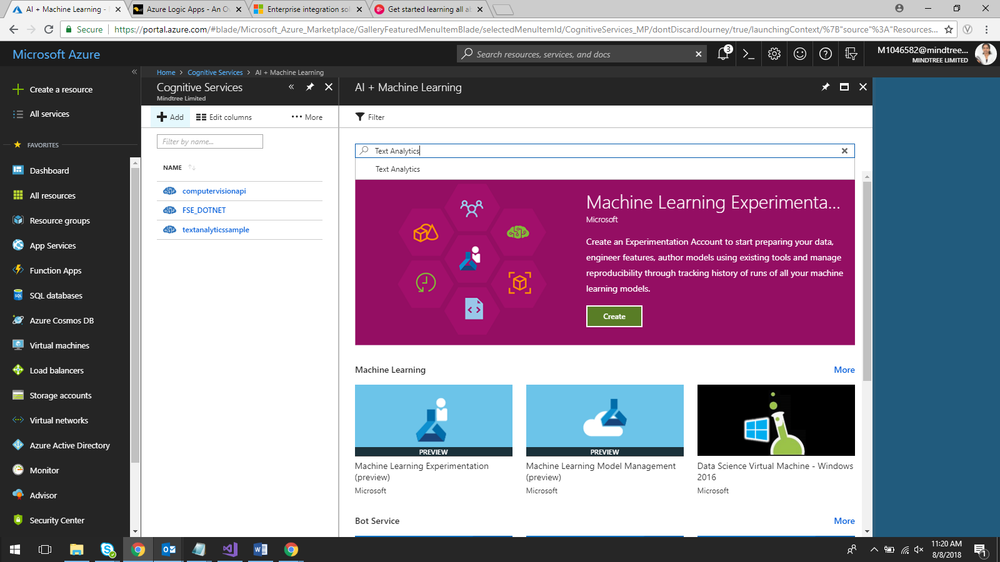 AI + Machine Learning -
Azure Logic Apps - An Ov
Enterprise integration sol
Get started learning all ab
Secure
https://portal.azure.com/#blade/Microsoft_Azure_Marketplace/GalleryFeaturedMenuItemBlade/selectedMenuItemId/CognitiveServices_MP/dontDiscardJourney/true/launchingContext/%7B"source"%3A"Resources...
Microsoft Azure
Search resources, services, and docs
3
M1046582@mindtree...
MINDTREE LIMITED
Create a resource
All services
FAVORITES
Dashboard
All resources
Resource groups
App Services
Function Apps
SQL databases
Azure Cosmos DB
Virtual machines
Load balancers
Storage accounts
Virtual networks
Azure Active Directory
Monitor
Advisor
Security Center
Home > Cognitive Services > AI + Machine Learning
Cognitive Services
Mindtree Limited
Add
Edit columns
More
Filter by name...
NAME
computervisionapi
FSE_DOTNET
textanalyticssample
AI + Machine Learning
Filter
Text Analytics
Text Analytics
Machine Learning Experimenta...
Microsoft
Create an Experimentation Account to start preparing your data,
engineer features, author models using existing tools and manage
reproducibility through tracking history of runs of all your machine
learning models.
Create
Machine Learning
More
PREVIEW
PREVIEW
Machine Learning Experimentation
(preview)
Microsoft
Machine Learning Model Management
(preview)
Microsoft
Data Science Virtual Machine - Windows
2016
Microsoft
Bot Service
More
11:20 AM
8/8/2018
1